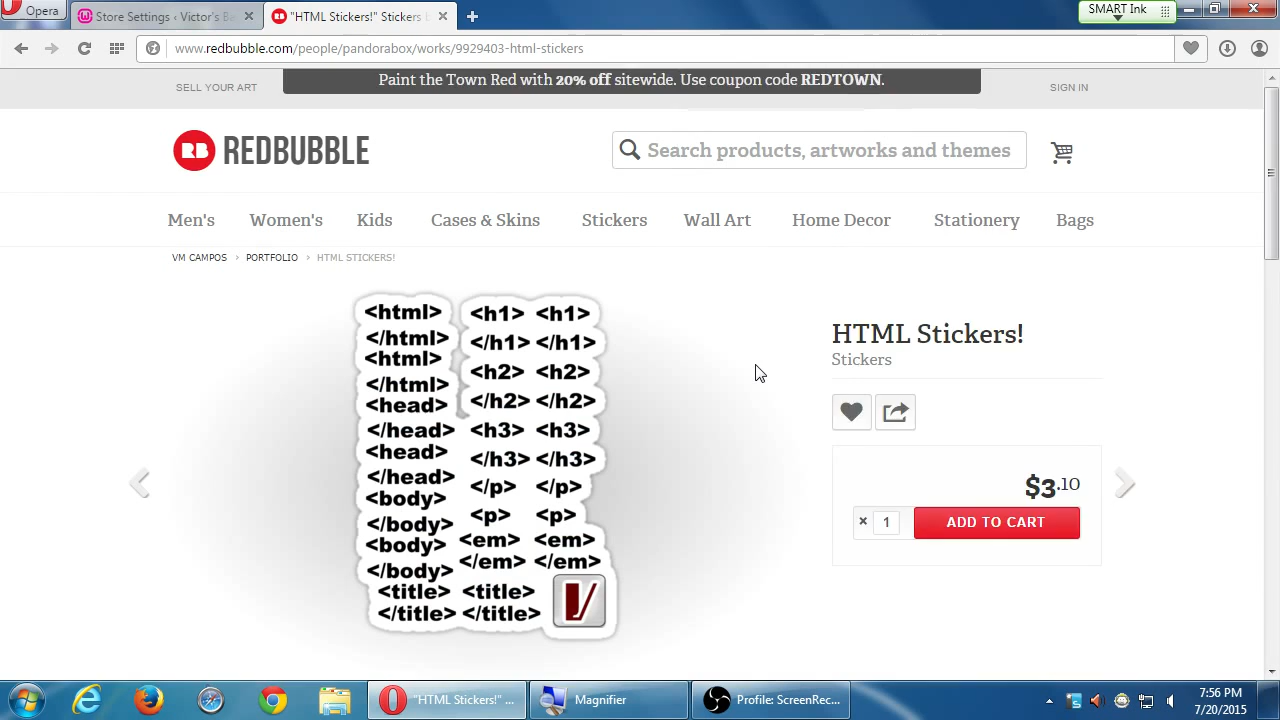 Opera
Store Settings ‹ Victor's Ba
"HTML Stickers!" Stickers b
SMART Ink
www.redbubble.com/people/pandorabox/works/9929403-html-stickers
SELL YOUR ART
Paint the Town Red with 20% off sitewide. Use coupon code REDTOWN.
SIGN IN
RB REDBUBBLE
Search products, artworks and themes
Men's Women's Kids Cases & Skins Stickers Wall Art Home Decor Stationery Bags
VM CAMPOS > PORTFOLIO > HTML STICKERS!
<html>
</html>
<html>
</html>
<head>
</head>
<head>
</head>
<body>
</body>
<body>
</body>
<title>
</title>
<h1> <h1>
</h1> </h1>
<h2> <h2>
</h2> </h2>
<h3> <h3>
</h3> </h3>
</p> </p>
<p> <p>
<em> <em>
</em> </em>
<title>
</title>
HTML Stickers!
Stickers
$3.10
× 1 ADD TO CART
"HTML Stickers!" ...
Magnifier
Profile: ScreenRec...
7:56 PM
7/20/2015